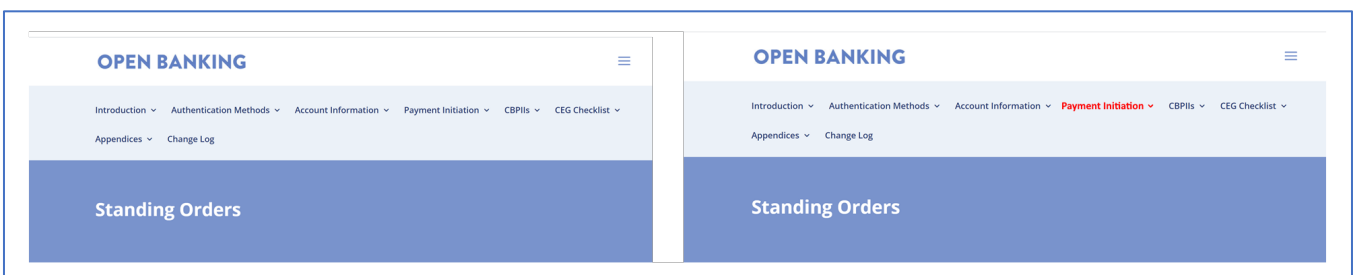 OPEN BANKING
Introduction Authentication Methods Account Information Payment Initiation CBPIIs CEG Checklist
Appendices Change Log
Standing Orders
OPEN BANKING
Introduction Authentication Methods Account Information Payment Initiation CBPIIs CEG Checklist
Appendices Change Log
Standing Orders